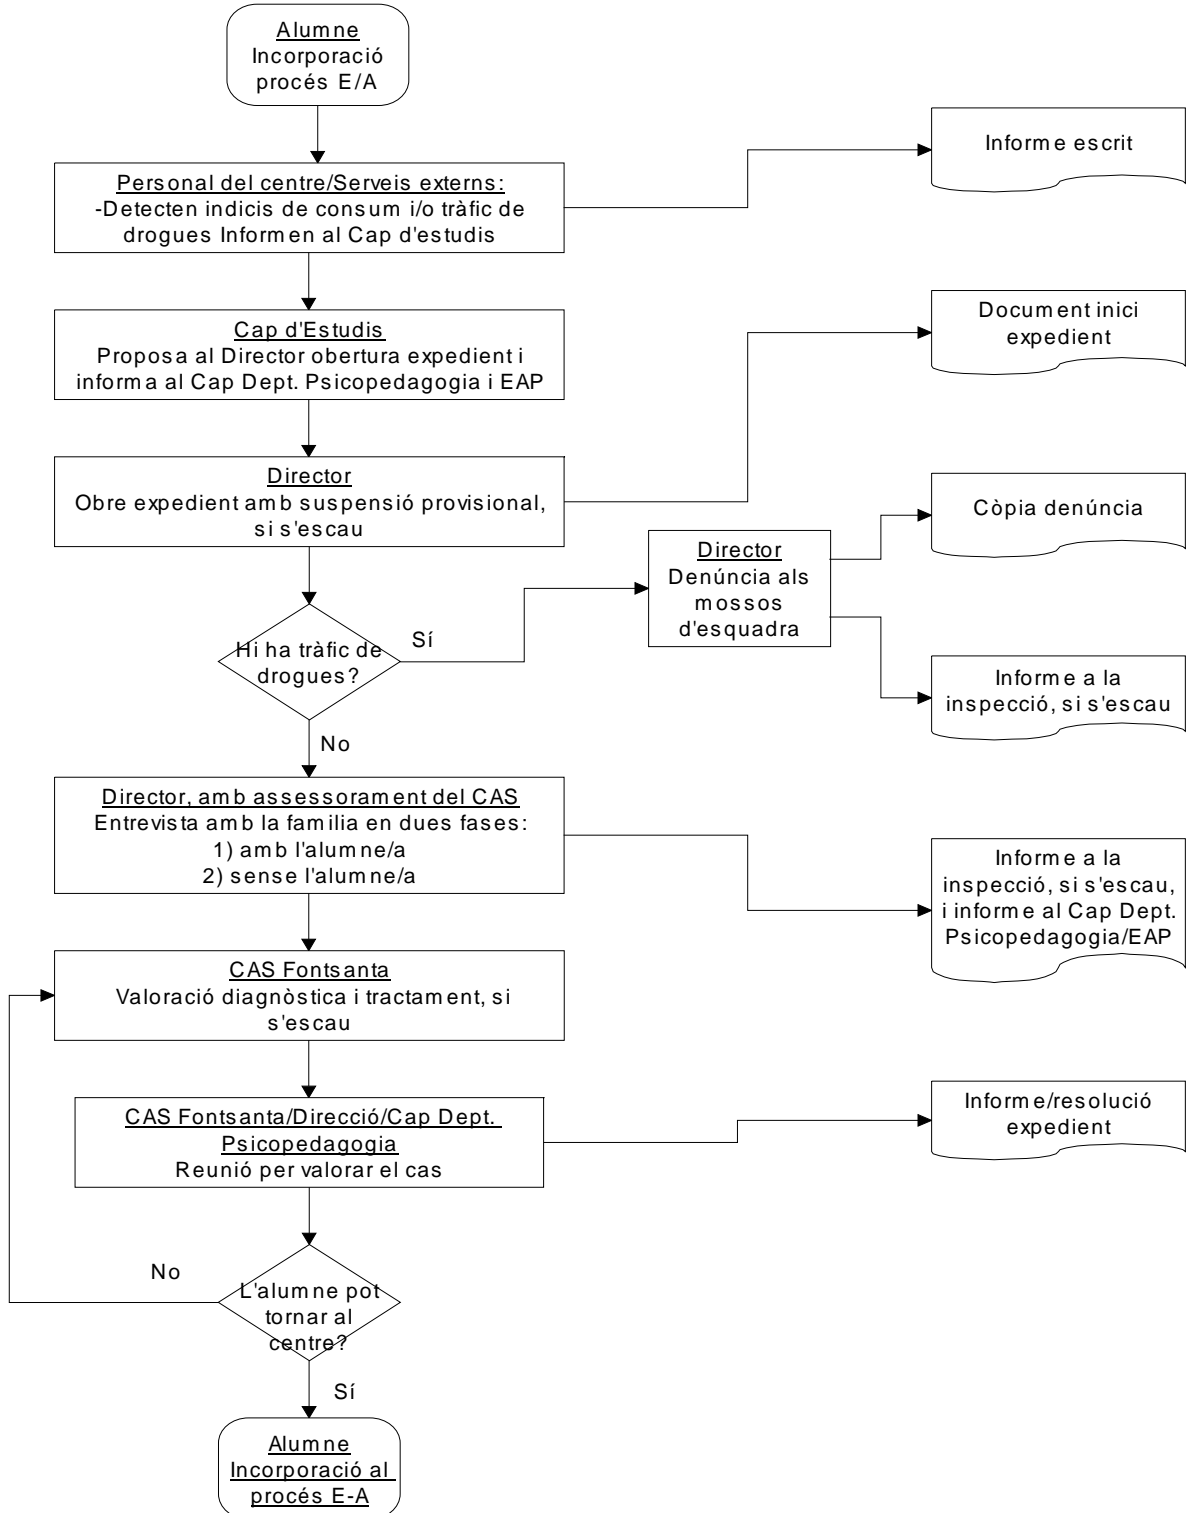 Alumne
Incorporació
procés E/A
Informe escrit
Personal del centre/Serveis externs:
-Detecten indicis de consum i/o tràfic de
drogues Informen al Cap d'estudis
Document inici
expedient
Cap d'Estudis
Proposa al Director obertura expedient i
informa al Cap Dept. Psicopedagogia i EAP
Director
Obre expedient amb suspensió provisional,
si s'escau
Còpia denúncia
Director
Denúncia als
mossos
d'esquadra
Hi ha tràfic de
drogues?
Sí
Informe a la
inspecció, si s'escau
No
Director, amb assessorament del CAS
Entrevista amb la familia en dues fases:
1) amb l'alumne/a
2) sense l'alumne/a
Informe a la
inspecció, si s'escau,
i informe al Cap Dept.
Psicopedagogia/EAP
CAS Fontsanta
Valoració diagnòstica i tractament, si
s'escau
CAS Fontsanta/Direcció/Cap Dept.
Psicopedagogia
Reunió per valorar el cas
Informe/resolució
expedient
No
L'alumne pot
tornar al
centre?
Sí
Alumne
Incorporació al
procés E-A